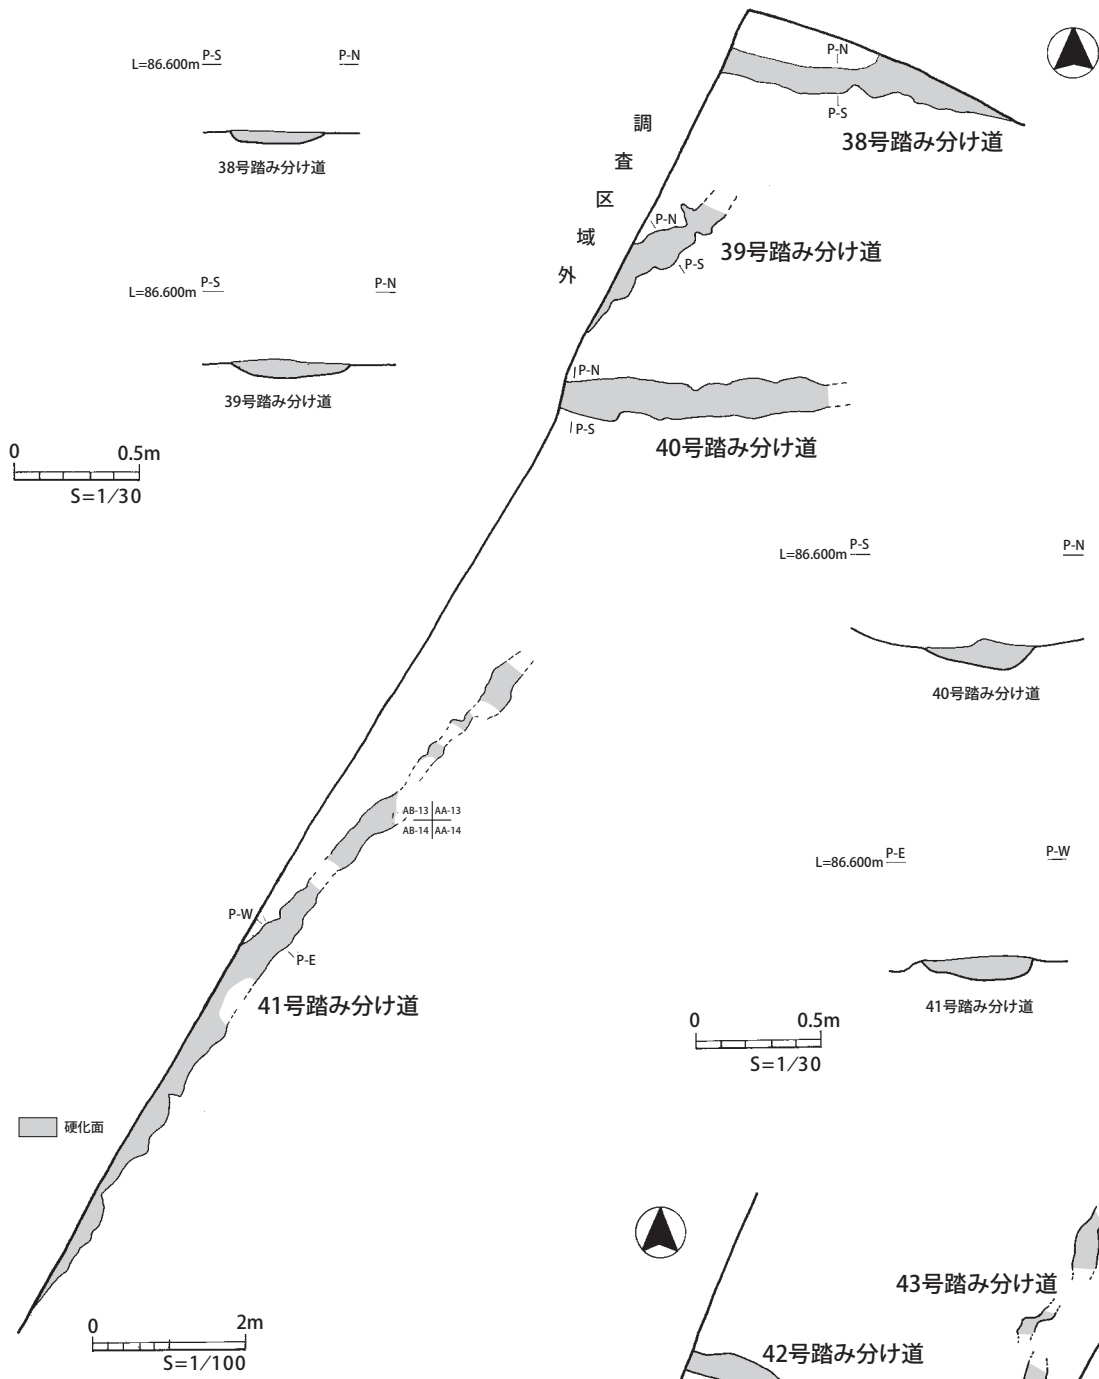 L=86.600m P-S P-N
38号踏み分け道
L=86.600m P-S P-N
39号踏み分け道
0 0.5m
S=1/30
P-N
P-S
38号踏み分け道
調査区域外
P-N
P-S
39号踏み分け道
P-N
P-S
40号踏み分け道
L=86.600m P-S P-N
40号踏み分け道
AB-13 AA-13
AB-14 AA-14
P-W
P-E
41号踏み分け道
L=86.600m P-E P-W
41号踏み分け道
0 0.5m
S=1/30
硬化面
0 2m
S=1/100
43号踏み分け道
42号踏み分け道